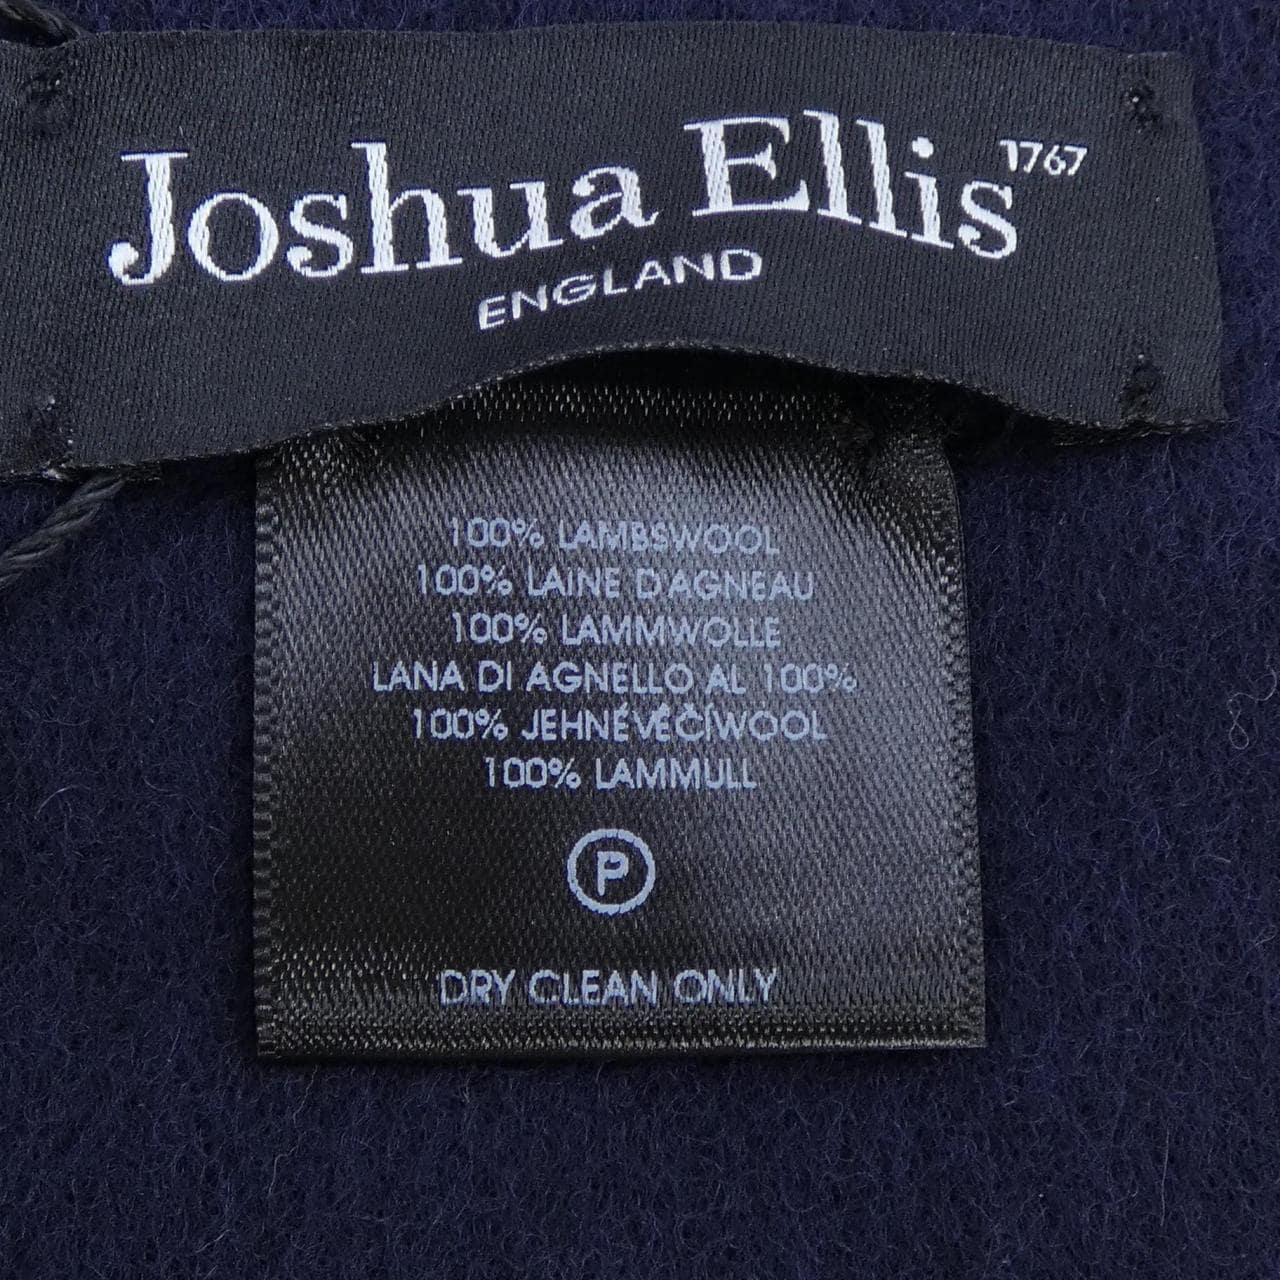 Joshua Ellis 1767
ENGLAND
100% LAMBSWOOL
100% LAINE D'AGNEAU
100% LAMMWOLLE
LANA DI AGNELLO AL 100%
100% JEHNĚVĚČÍWOOL
100% LAMMULL
P
DRY CLEAN ONLY